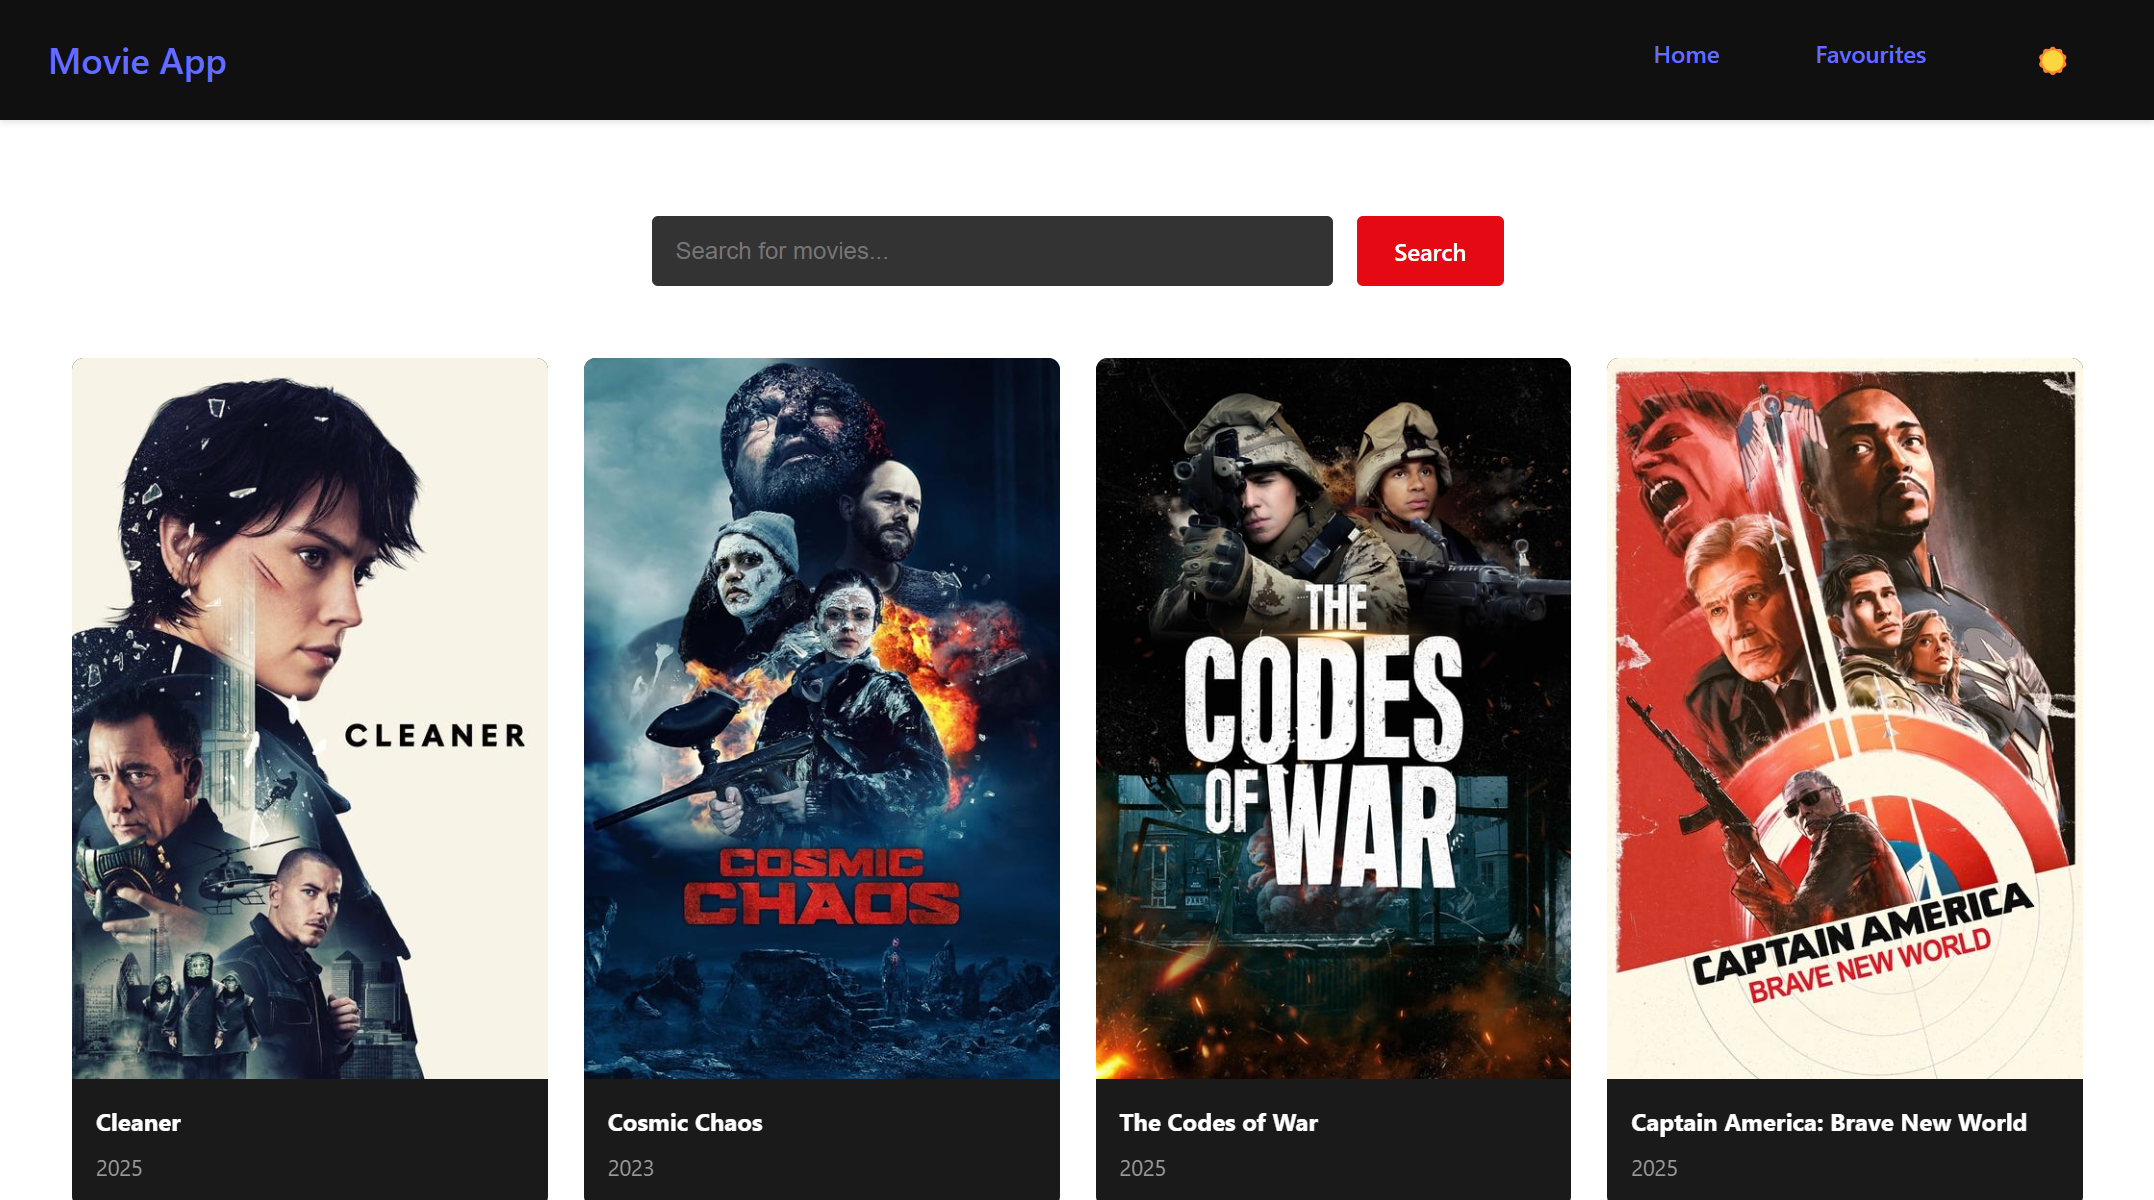 Movie App
Home
Favourites
Search for movies...
Search
CLEANER
COSMIC
CHAOS
THE
CODES
OF WAR
CAPTAIN AMERICA
BRAVE NEW WORLD
Cleaner
2025
Cosmic Chaos
2023
The Codes of War
2025
Captain America: Brave New World
2025